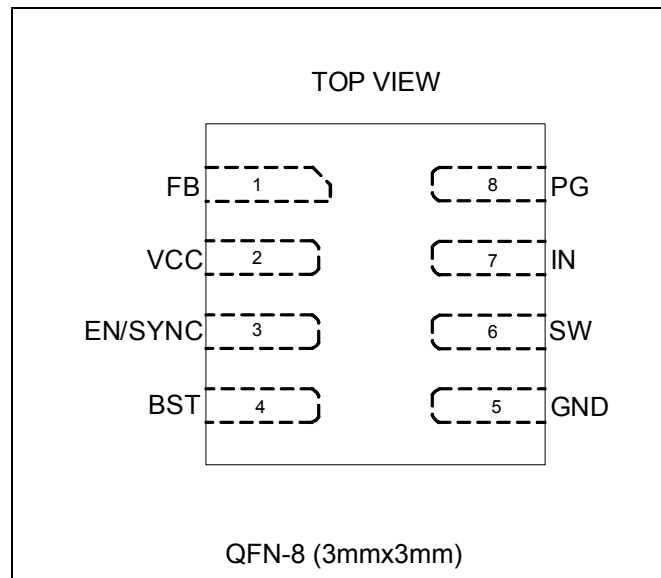 TOP VIEW
FB 1 8 PG
VCC 2 7 IN
EN/SYNC 3 6 SW
BST 4 5 GND
QFN-8 (3mmx3mm)